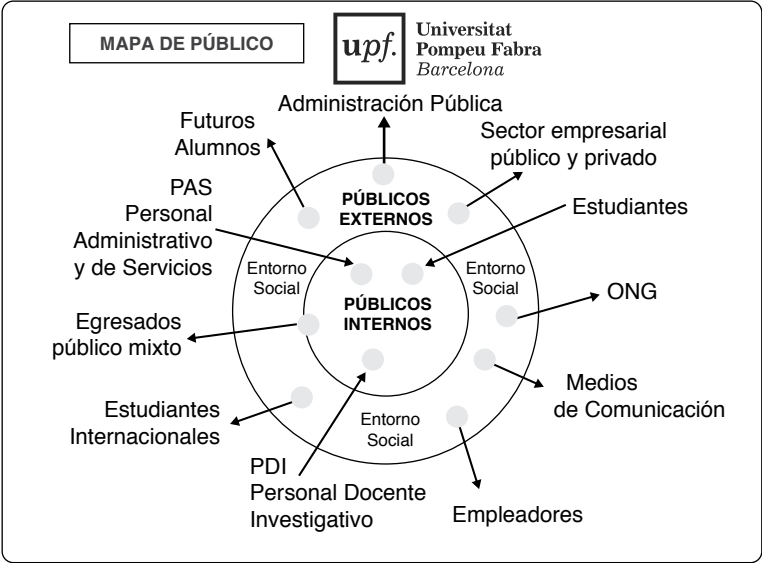 MAPA DE PÚBLICO
upf.
Universitat
Pompeu Fabra
Barcelona
Administración Pública
Futuros
Alumnos
Sector empresarial
público y privado
PAS
Personal
Administrativo
y de Servicios
PÚBLICOS
EXTERNOS
Estudiantes
Entorno
Social
Entorno
Social
PÚBLICOS
INTERNOS
ONG
Egresados
público mixto
Medios
de Comunicación
Estudiantes
Internacionales
Entorno
Social
PDI
Personal Docente
Investigativo
Empleadores